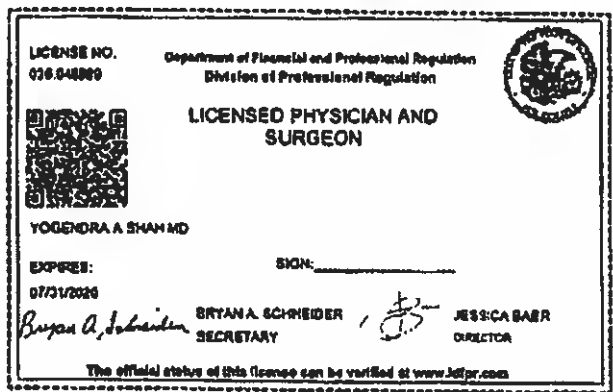 LICENSE NO.
Department of Financial and Professional Regulation
Division of Professional Regulation
LICENSED PHYSICIAN AND
SURGEON
YOGENDRA A SHAH MD
EXPIRES:
SIGN:
07/31/2020
BRYAN A. SCHNEIDER
JESSICA BAER
SECRETARY
DIRECTOR
The official status of this license can be verified at www.idfpr.com